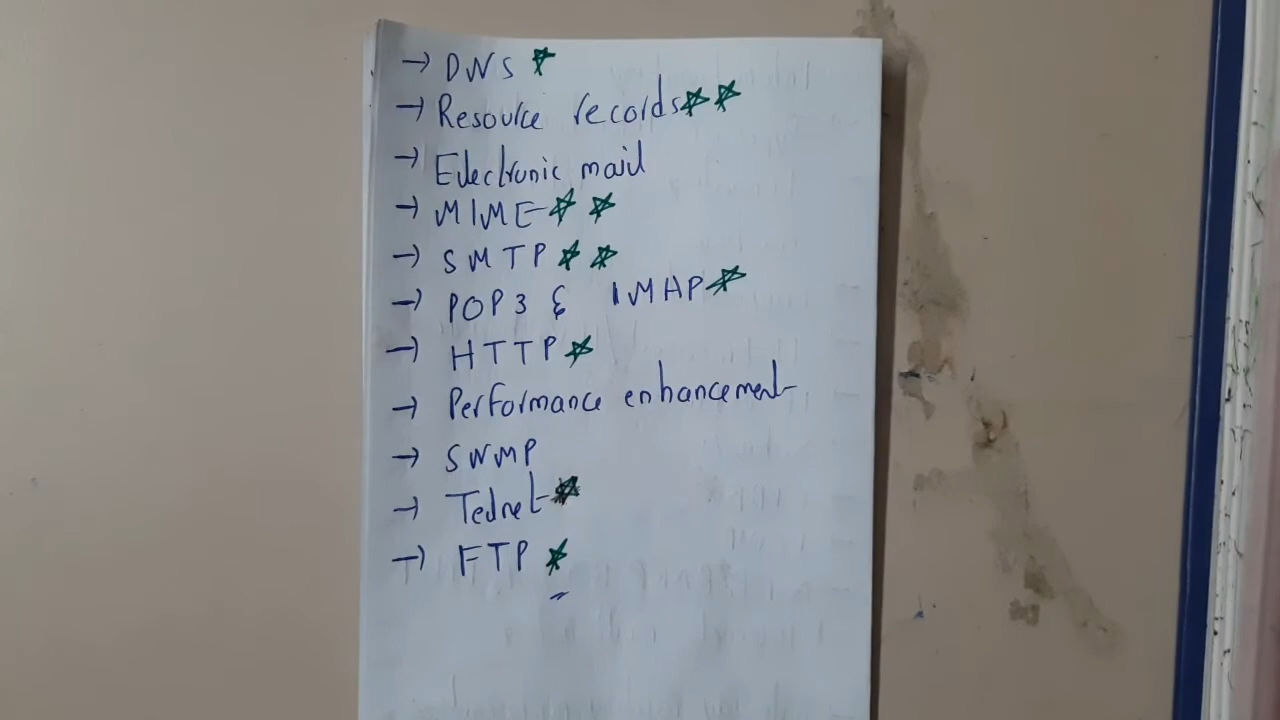 → DNS ☆
→ Resource records ☆ ☆
→ Electronic mail
→ MIME ☆ ☆
→ SMTP ☆ ☆
→ POP3 & IMAP ☆
→ HTTP ☆
→ Performance enhancement
→ SNMP
→ Telnet ☆
→ FTP ☆